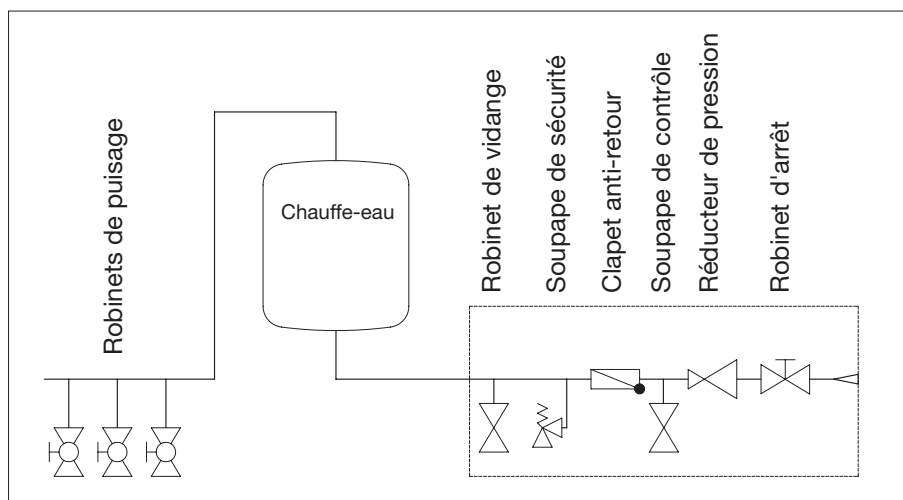 Robinets de puisage
Chauffe-eau
Robinet de vidange
Soupape de sécurité
Clapet anti-retour
Soupape de contrôle
Réducteur de pression
Robinet d'arrêt